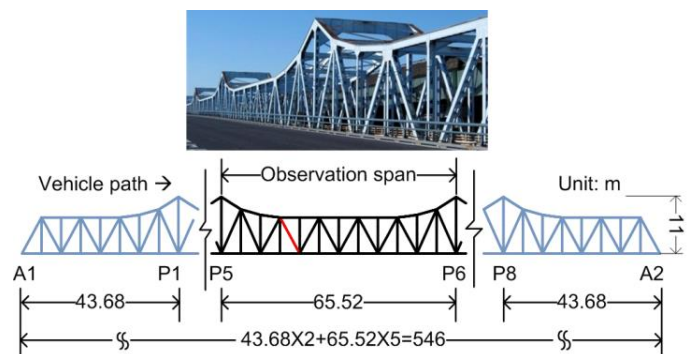 Vehicle path →
Observation span
Unit: m
11
A1
P1
P5
P6
P8
A2
43.68
65.52
43.68
43.68X2+65.52X5=546